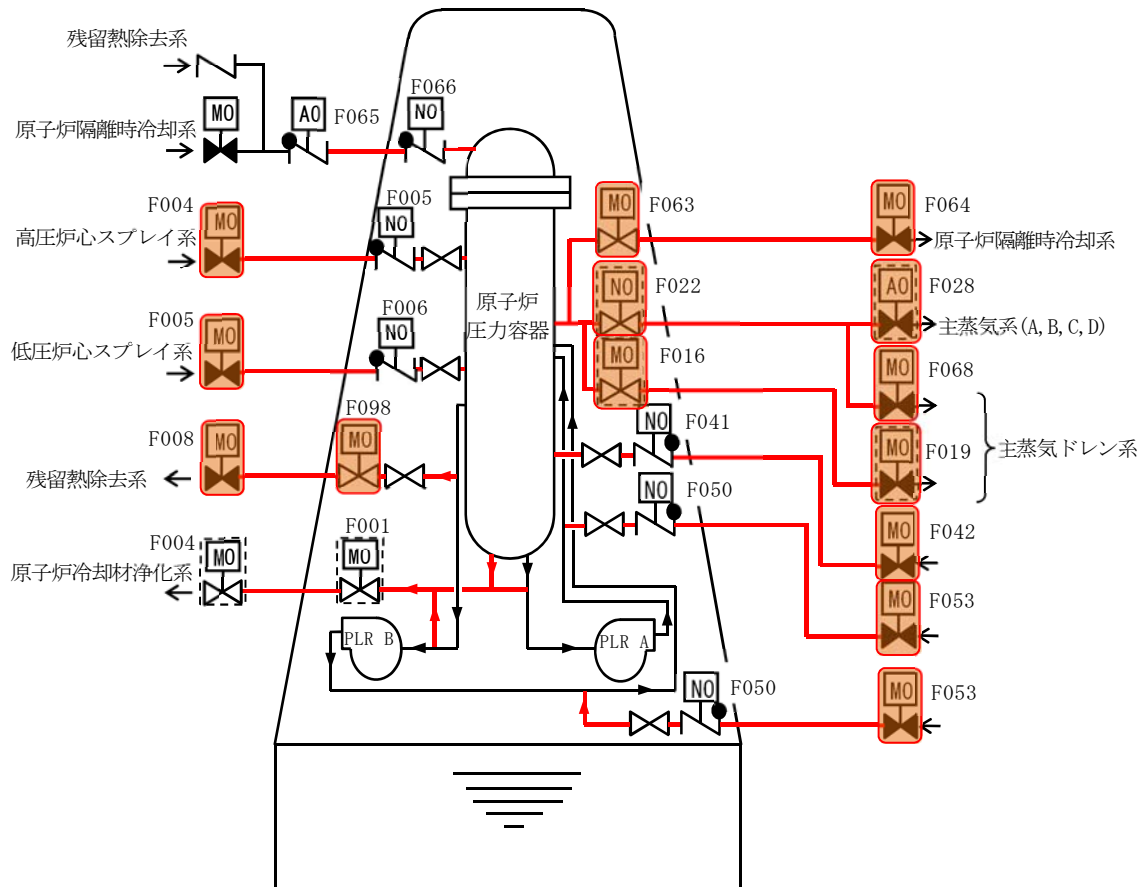 残留熱除去系
F066
MO
AO
F065
NO
原子炉隔離時冷却系
F004
MO
高圧炉心スプレイ系
F005
NO
F005
MO
低圧炉心スプレイ系
F006
NO
F008
MO
残留熱除去系
F098
MO
F004
MO
原子炉冷却材浄化系
F001
MO
原子炉
圧力容器
PLR B
PLR A
MO
F063
MO
F064
原子炉隔離時冷却系
NO
F022
AO
F028
主蒸気系(A,B,C,D)
MO
F016
MO
F068
NO
F041
MO
F019
主蒸気ドレン系
NO
F050
MO
F042
MO
F053
NO
F050
MO
F053